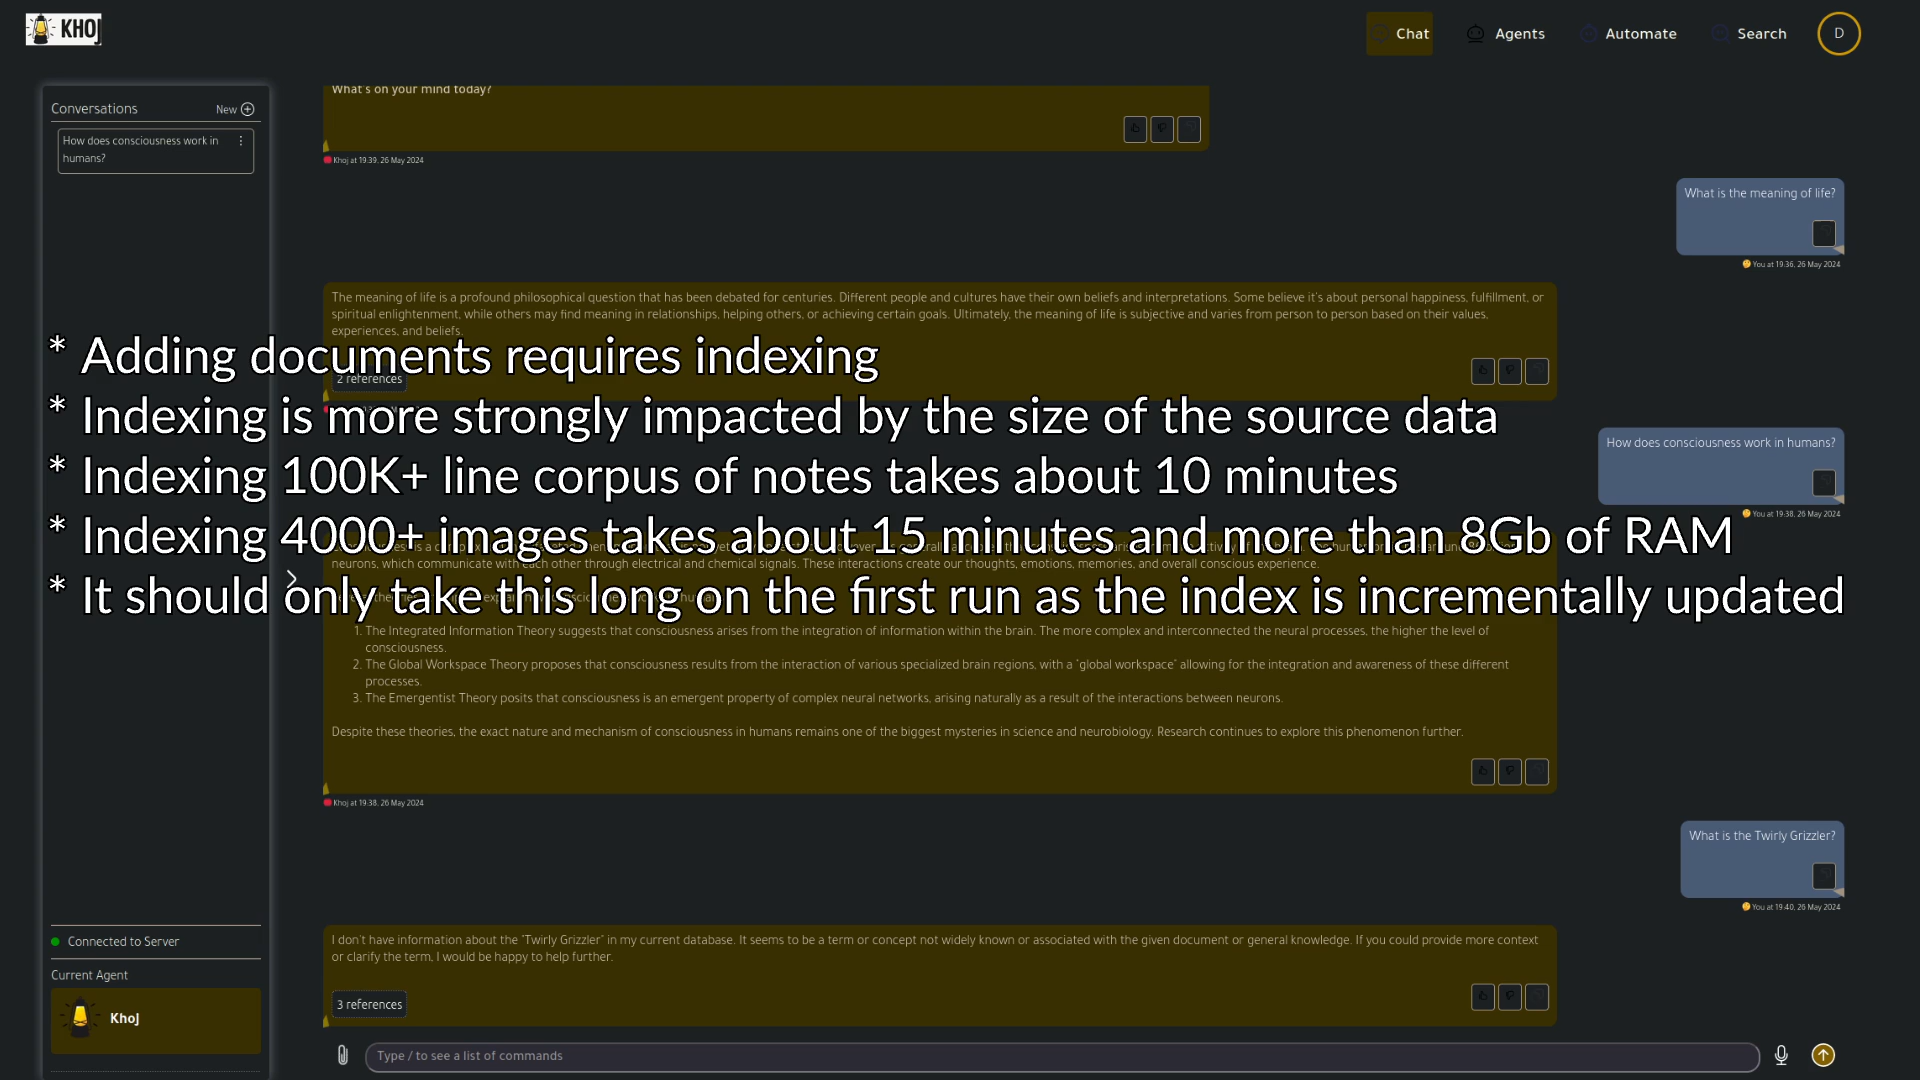 KHOJ
Chat
Agents
Automate
Search
D
Conversations
New
How does consciousness work in
humans?
What's on your mind today?
Khoj at 19:39, 26 May 2024
What is the meaning of life?
You at 19:36, 26 May 2024
The meaning of life is a profound philosophical question that has been debated for centuries. Different people and cultures have their own beliefs and interpretations. Some believe it's about personal happiness, fulfillment, or
spiritual enlightenment, while others may find meaning in relationships, helping others, or achieving certain goals. Ultimately, the meaning of life is subjective and varies from person to person based on their values,
experiences, and beliefs.
2 references
* Adding documents requires indexing
* Indexing is more strongly impacted by the size of the source data
* Indexing 100K+ line corpus of notes takes about 10 minutes
* Indexing 4000+ images takes about 15 minutes and more than 8Gb of RAM
* It should only take this long on the first run as the index is incrementally updated
How does consciousness work in humans?
You at 19:38, 26 May 2024
neurons, which communicate with each other through electrical and chemical signals. These interactions create our thoughts, emotions, memories, and overall conscious experience.
1. The Integrated Information Theory suggests that consciousness arises from the integration of information within the brain. The more complex and interconnected the neural processes, the higher the level of
consciousness.
2. The Global Workspace Theory proposes that consciousness results from the interaction of various specialized brain regions, with a "global workspace" allowing for the integration and awareness of these different
processes.
3. The Emergentist Theory posits that consciousness is an emergent property of complex neural networks, arising naturally as a result of the interactions between neurons.
Despite these theories, the exact nature and mechanism of consciousness in humans remains one of the biggest mysteries in science and neurobiology. Research continues to explore this phenomenon further.
Khoj at 19:38, 26 May 2024
What is the Twirly Grizzler?
You at 19:40, 26 May 2024
I don't have information about the "Twirly Grizzler" in my current database. It seems to be a term or concept not widely known or associated with the given document or general knowledge. If you could provide more context
or clarify the term, I would be happy to help further.
3 references
Connected to Server
Current Agent
Khoj
Type / to see a list of commands